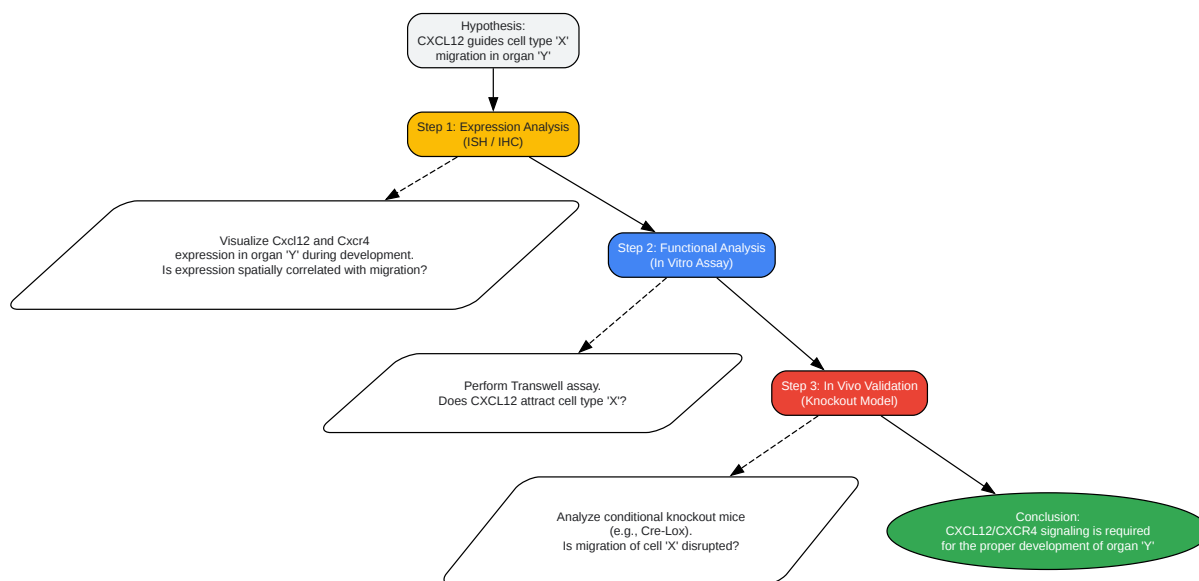 Hypothesis:
CXCL12 guides cell type 'X'
migration in organ 'Y'
Step 1: Expression Analysis
(ISH / IHC)
Visualize Cxcl12 and Cxcr4
expression in organ 'Y' during development.
Is expression spatially correlated with migration?
Step 2: Functional Analysis
(In Vitro Assay)
Perform Transwell assay.
Does CXCL12 attract cell type 'X'?
Step 3: In Vivo Validation
(Knockout Model)
Analyze conditional knockout mice
(e.g., Cre-Lox).
Is migration of cell 'X' disrupted?
Conclusion:
CXCL12/CXCR4 signaling is required
for the proper development of organ 'Y'